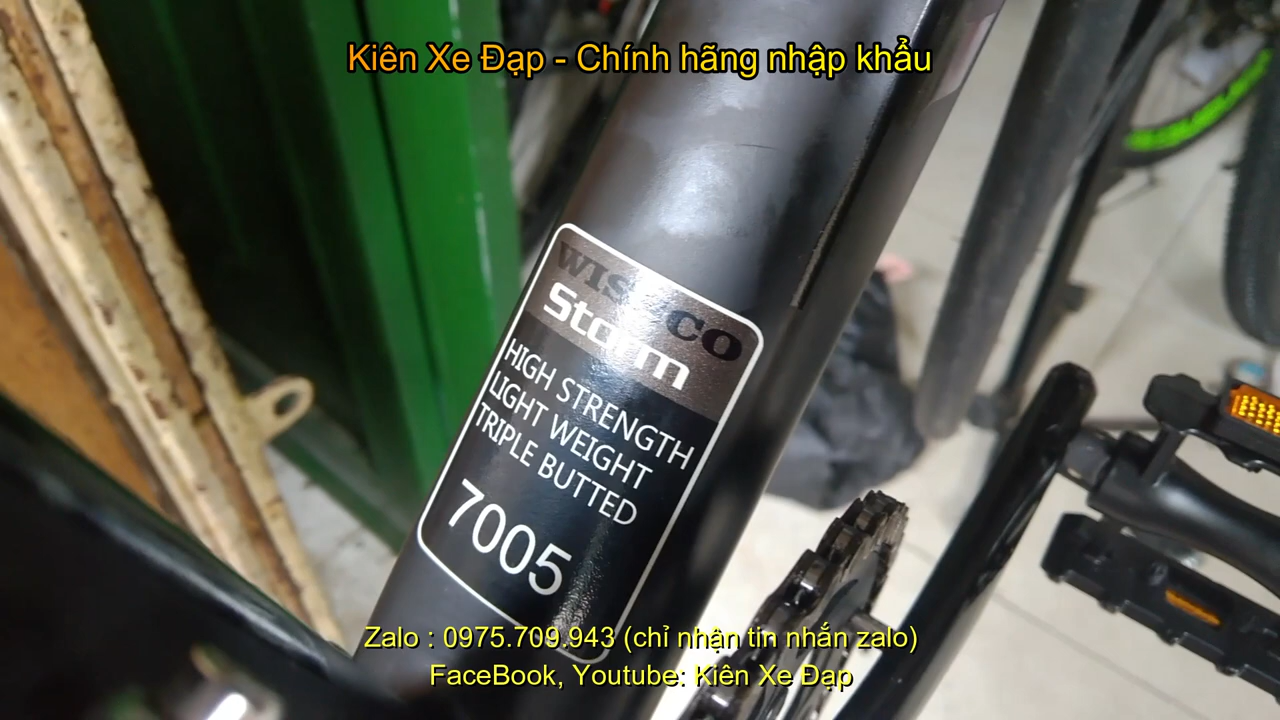 Kiên Xe Đạp - Chính hãng nhập khẩu
Storm
HIGH STRENGTH
LIGHT WEIGHT
TRIPLE BUTTED
7005
Zalo : 0975.709.943 (chỉ nhận tin nhắn zalo)
FaceBook, Youtube: Kiên Xe Đạp